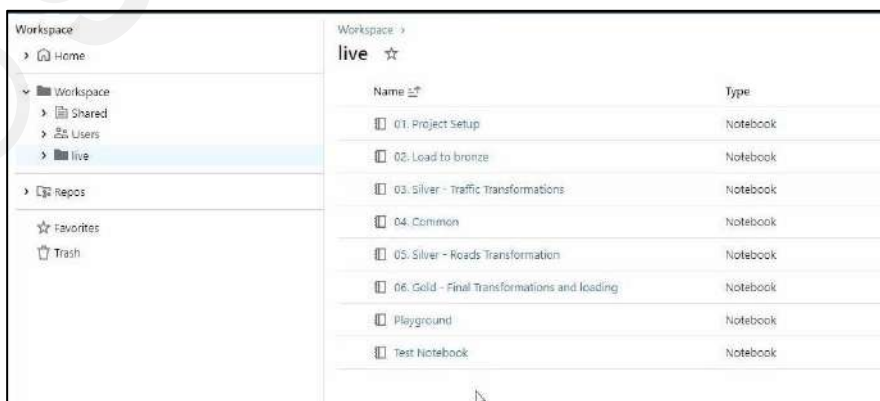 Workspace
Home
Workspace
Shared
Users
live
Repos
Favorites
Trash
Workspace >
live
Name Type
01. Project Setup Notebook
02. Load to bronze Notebook
03. Silver - Traffic Transformations Notebook
04. Common Notebook
05. Silver - Roads Transformation Notebook
06. Gold - Final Transformations and loading Notebook
Playground Notebook
Test Notebook Notebook